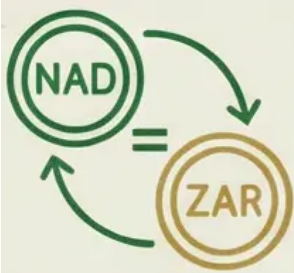 NAD
=
ZAR